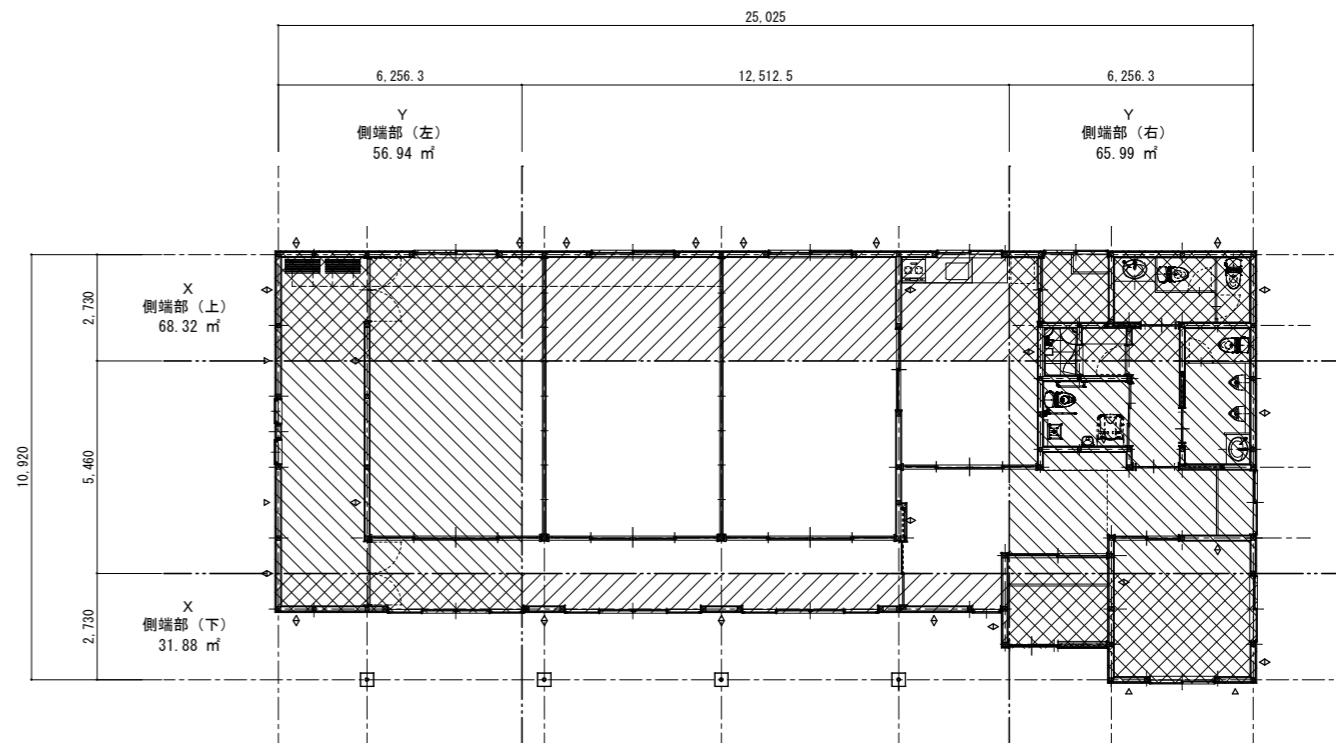 25,025
6,256.3
12,512.5
6,256.3
Y
側端部（左）
56.94 ㎡
Y
側端部（右）
65.99 ㎡
X
側端部（上）
68.32 ㎡
2,730
5,460
10,920
2,730
X
側端部（下）
31.88 ㎡